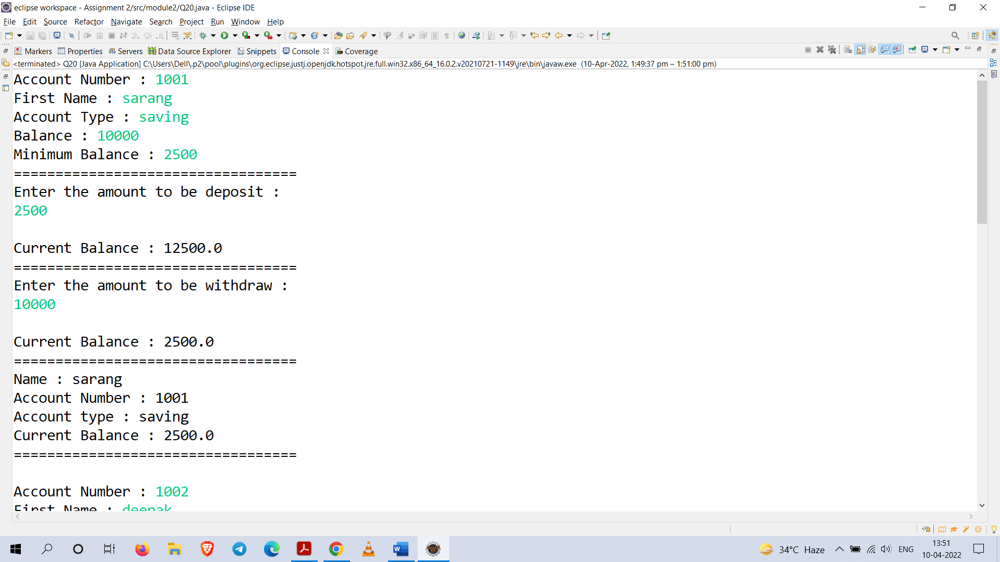 eclipse workspace - Assignment 2/src/module2/Q20.java - Eclipse IDE
File Edit Source Refactor Navigate Search Project Run Window Help
Markers Properties Servers Data Source Explorer Snippets Console Coverage
<terminated> Q20 [Java Application] C:\Users\Dell\.p2\pool\plugins\org.eclipse.justj.openjdk.hotspot.jre.full.win32.x86_64_16.0.2.v20210721-1149\jre\bin\javaw.exe (10-Apr-2022, 1:49:37 pm – 1:51:00 pm)
Account Number : 1001
First Name : sarang
Account Type : saving
Balance : 10000
Minimum Balance : 2500
==================================
Enter the amount to be deposit :
2500
Current Balance : 12500.0
==================================
Enter the amount to be withdraw :
10000
Current Balance : 2500.0
==================================
Name : sarang
Account Number : 1001
Account type : saving
Current Balance : 2500.0
==================================
Account Number : 1002
First Name : deepak
34°C Haze ENG 13:51
10-04-2022